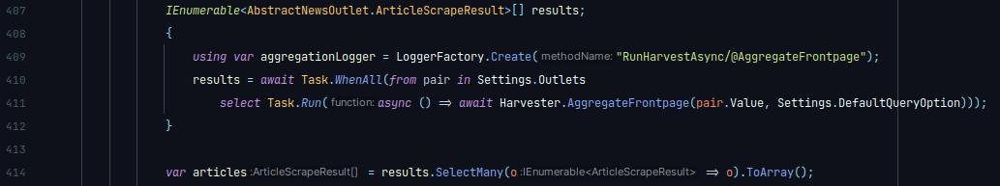 407 IEnumerable<AbstractNewsOutlet.ArticleScrapeResult>[] results;
408 {
409 using var aggregationLogger = LoggerFactory.Create( methodName: "RunHarvestAsync/@AggregateFrontpage");
410 results = await Task.WhenAll(from pair in Settings.Outlets
411 select Task.Run( function: async () => await Harvester.AggregateFrontpage(pair.Value, Settings.DefaultQueryOption)));
412 }
413
414 var articles :ArticleScrapeResult[] = results.SelectMany(o :IEnumerable<ArticleScrapeResult> => o).ToArray();